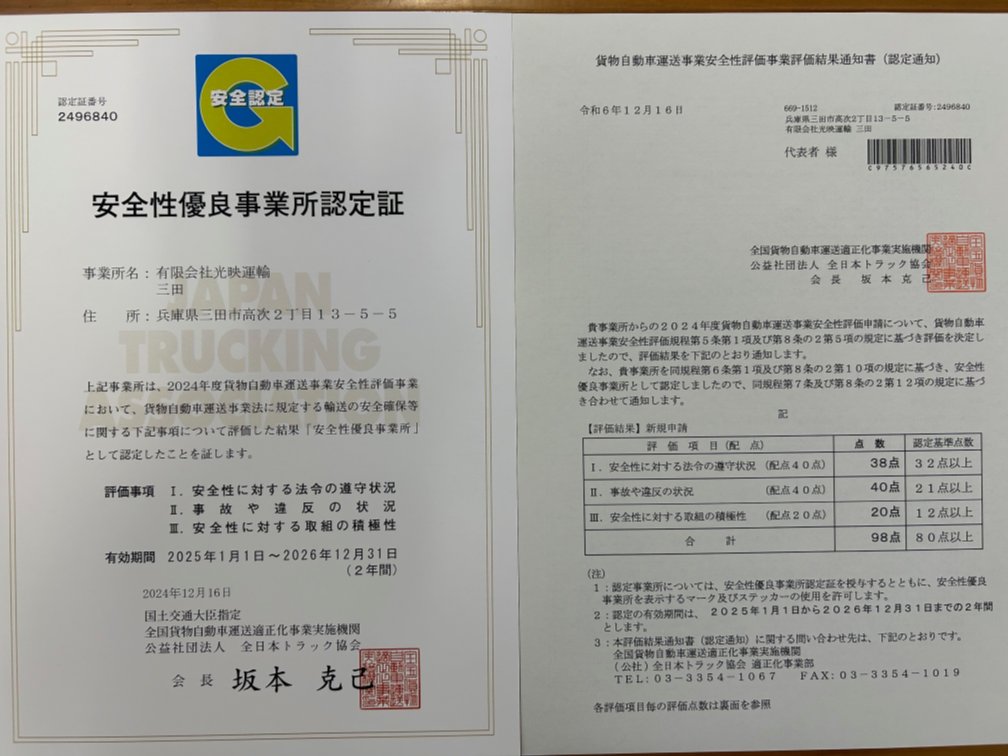 認定証番号
2496840
安全認定
G
安全性優良事業所認定証
事業所名：有限会社光映運輸
三田
住　所：兵庫県三田市高次２丁目１３－５－５
JAPAN
TRUCKING
ASSOCIATION
上記事業所は、2024年度貨物自動車運送事業安全性評価事業
において、貨物自動車運送事業法に規定する輸送の安全確保等
に関する下記事項について評価した結果「安全性優良事業所」
として認定したことを証します。
評価事項　Ⅰ．安全性に対する法令の遵守状況
Ⅱ．事故や違反の状況
Ⅲ．安全性に対する取組の積極性
有効期間　2025年1月1日～2026年12月31日
（２年間）
2024年12月16日
国土交通大臣指定
全国貨物自動車運送適正化事業実施機関
公益社団法人　全日本トラック協会
会長　坂本　克己
貨物自動車運送事業安全性評価事業評価結果通知書（認定通知）
令和６年１２月１６日
669-1512　認定証番号:2496840
兵庫県三田市高次２丁目１３－５－５
有限会社光映運輸　三田
代表者　様
C9757656524０C
全国貨物自動車運送適正化事業実施機関
公益社団法人　全日本トラック協会
会　長　坂　本　克　己
貴事業所からの２０２４年度貨物自動車運送事業安全性評価申請について、貨物自動車
運送事業安全性評価規程第５条第１項及び第８条の２第５項の規定に基づき評価を決定し
ましたので、評価結果を下記のとおり通知します。
なお、貴事業所を同規程第６条第１項及び第８条の２第１０項の規定に基づき、安全性
優良事業所として認定しましたので、同規程第７条及び第８条の２第１２項の規定に基づ
き合わせて通知します。
記
【評価結果】新規申請
評　価　項　目（配　点）　点　数　認定基準点数
Ⅰ．安全性に対する法令の遵守状況　（配点４０点）　38点　３２点以上
Ⅱ．事故や違反の状況　（配点４０点）　40点　２１点以上
Ⅲ．安全性に対する取組の積極性　（配点２０点）　20点　１２点以上
合　計　98点　８０点以上
（注）
１：認定事業所については、安全性優良事業所認定証を授与するとともに、安全性優良
事業所を表示するマーク及びステッカーの使用を許可します。
２：認定の有効期間は、２０２５年１月１日から２０２６年１２月３１日までの２年間
とします。
３：本評価結果通知書（認定通知）に関する問い合わせ先は、下記のとおりです。
全国貨物自動車運送適正化事業実施機関
（公社）全日本トラック協会　適正化事業部
ＴＥＬ：０３－３３５４－１０６７　ＦＡＸ：０３－３３５４－１０１９
各評価項目毎の評価点数は裏面を参照